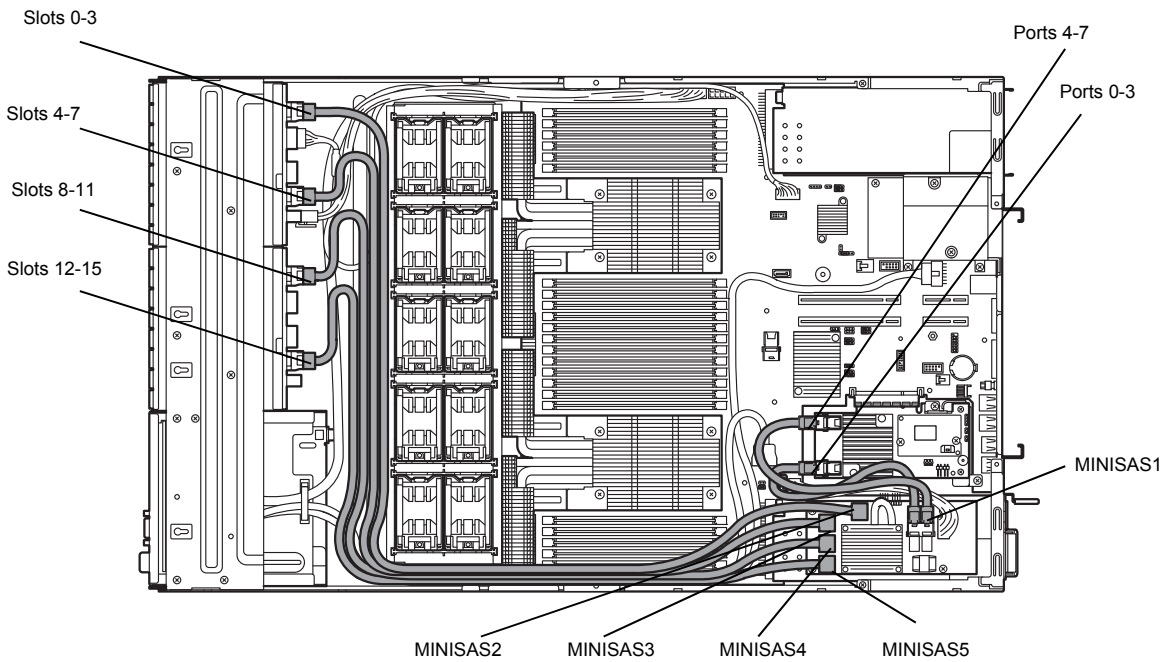 Slots 0-3
Ports 4-7
Ports 0-3
Slots 4-7
Slots 8-11
Slots 12-15
MINISAS1
MINISAS2
MINISAS3
MINISAS4
MINISAS5